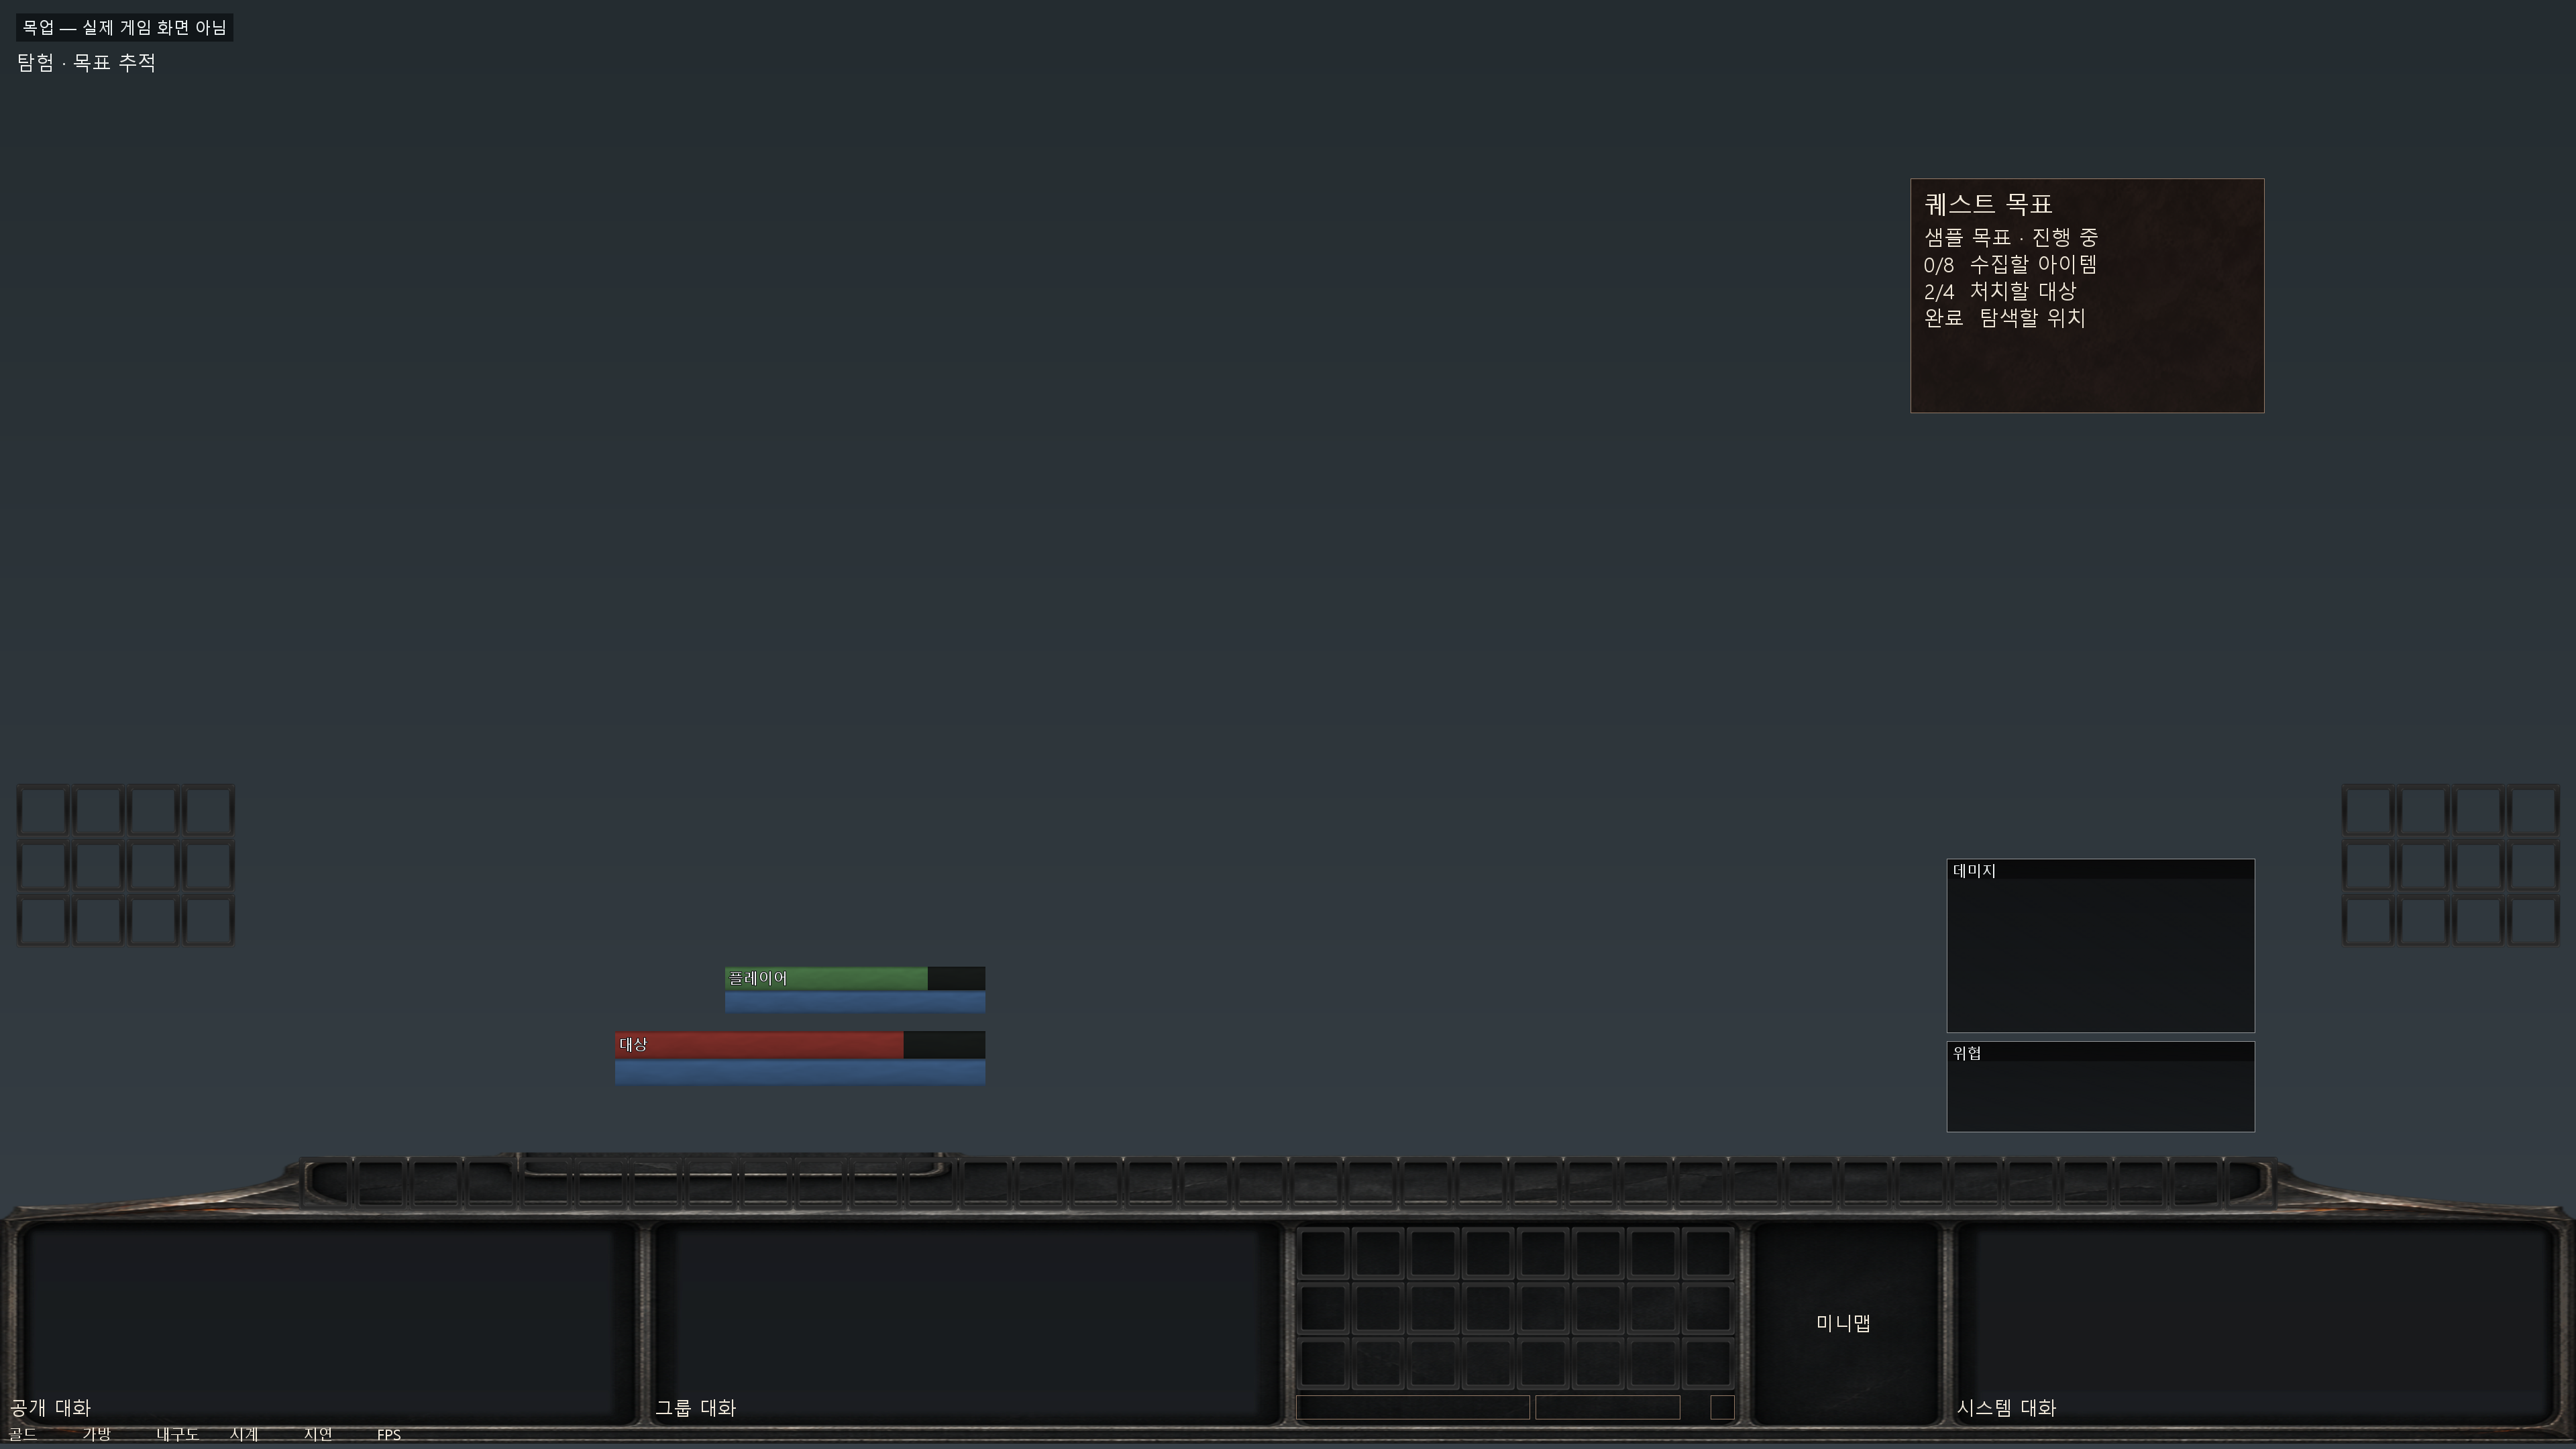 목업 — 실제 게임 화면 아님
탐험 · 목표 추적
퀘스트 목표
샘플 목표 · 진행 중
0/8 수집할 아이템
2/4 처치할 대상
완료 탐색할 위치
데미지
플레이어
대상
위협
미니맵
공개 대화
그룹 대화
시스템 대화
골드 가방 내구도 시계 지연 FPS